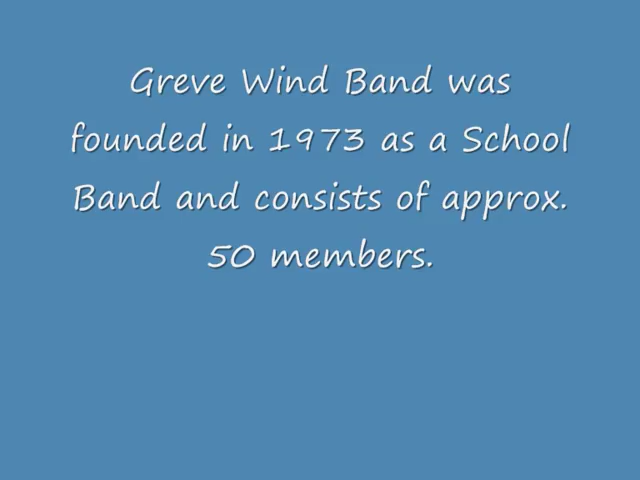 Greve Wind Band was
founded in 1973 as a School
Band and consists of approx.
50 members.